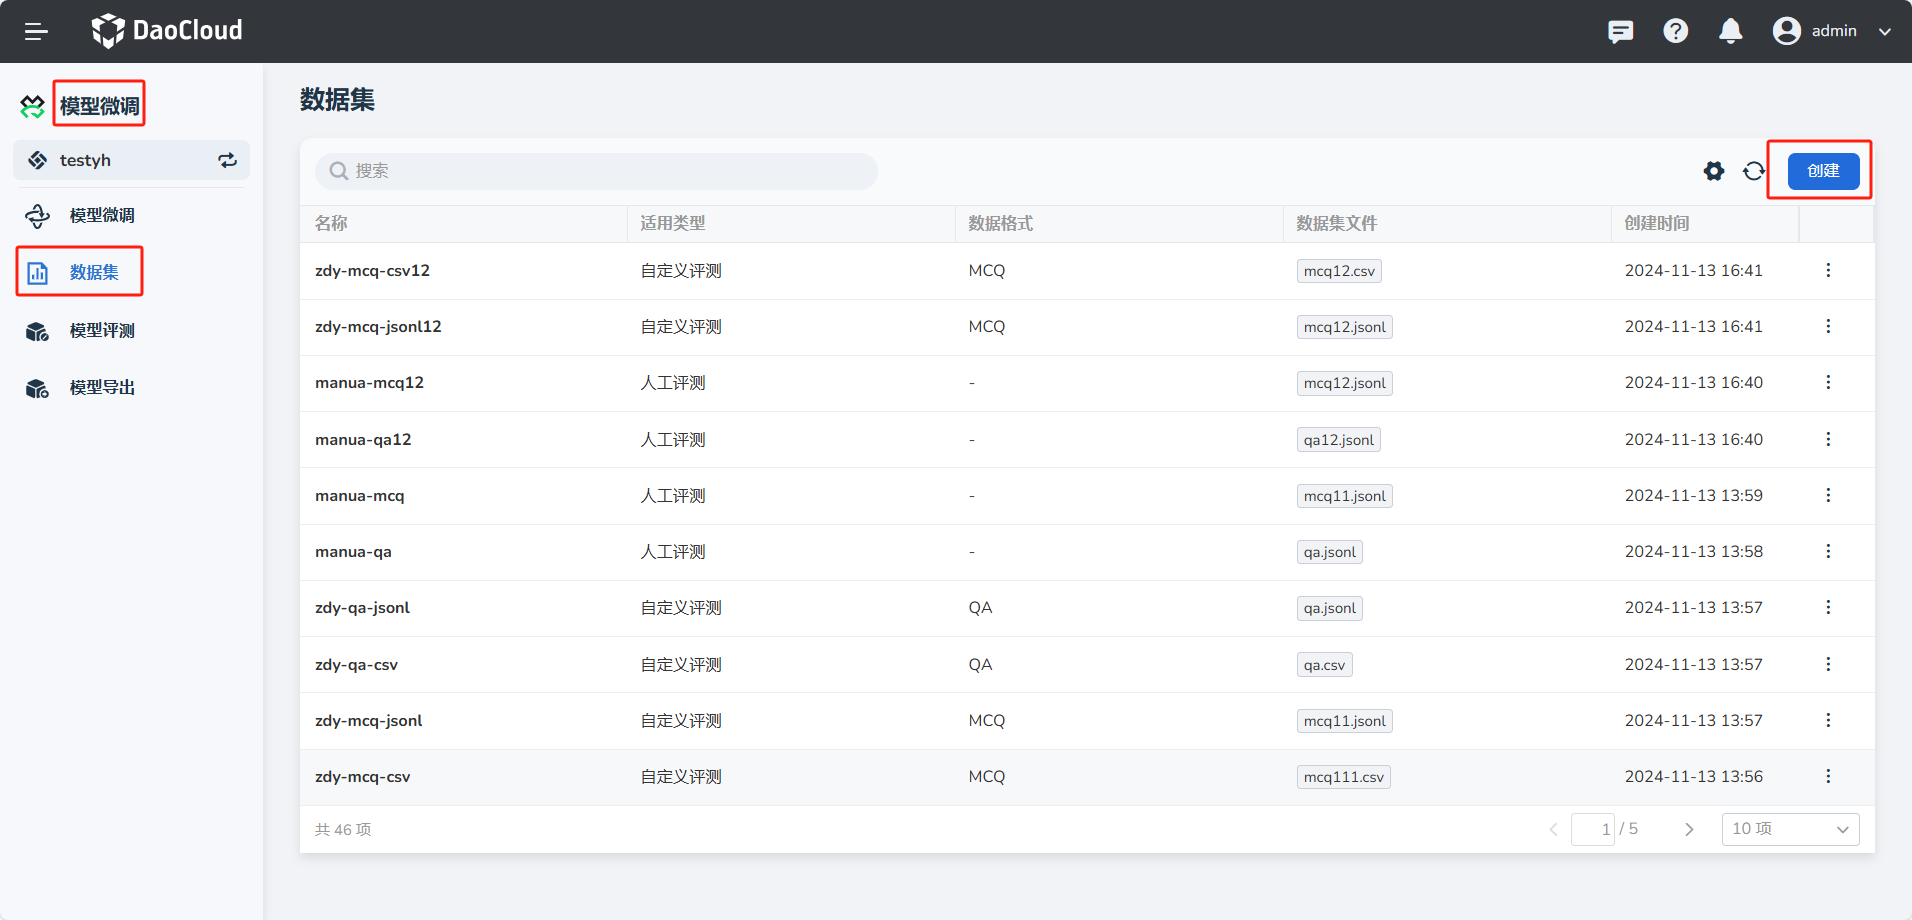 DaoCloud
admin
模型微调
testyh
模型微调
数据集
模型评测
模型导出
数据集
搜索
创建
名称 适用类型 数据格式 数据集文件 创建时间
zdy-mcq-csv12 自定义评测 MCQ mcq12.csv 2024-11-13 16:41
zdy-mcq-jsonl12 自定义评测 MCQ mcq12.jsonl 2024-11-13 16:41
manua-mcq12 人工评测 - mcq12.jsonl 2024-11-13 16:40
manua-qa12 人工评测 - qa12.jsonl 2024-11-13 16:40
manua-mcq 人工评测 - mcq11.jsonl 2024-11-13 13:59
manua-qa 人工评测 - qa.jsonl 2024-11-13 13:58
zdy-qa-jsonl 自定义评测 QA qa.jsonl 2024-11-13 13:57
zdy-qa-csv 自定义评测 QA qa.csv 2024-11-13 13:57
zdy-mcq-jsonl 自定义评测 MCQ mcq11.jsonl 2024-11-13 13:57
zdy-mcq-csv 自定义评测 MCQ mcq111.csv 2024-11-13 13:56
共 46 项 1 / 5 10 项